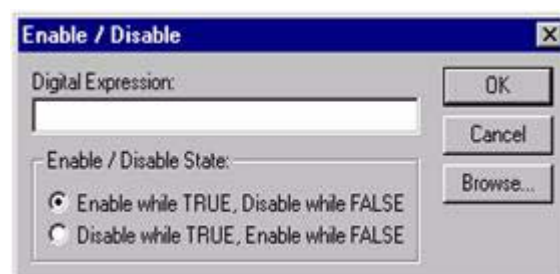 Enable / Disable
Digital Expression:
OK
Cancel
Browse...
Enable / Disable State:
Enable while TRUE, Disable while FALSE
Disable while TRUE, Enable while FALSE